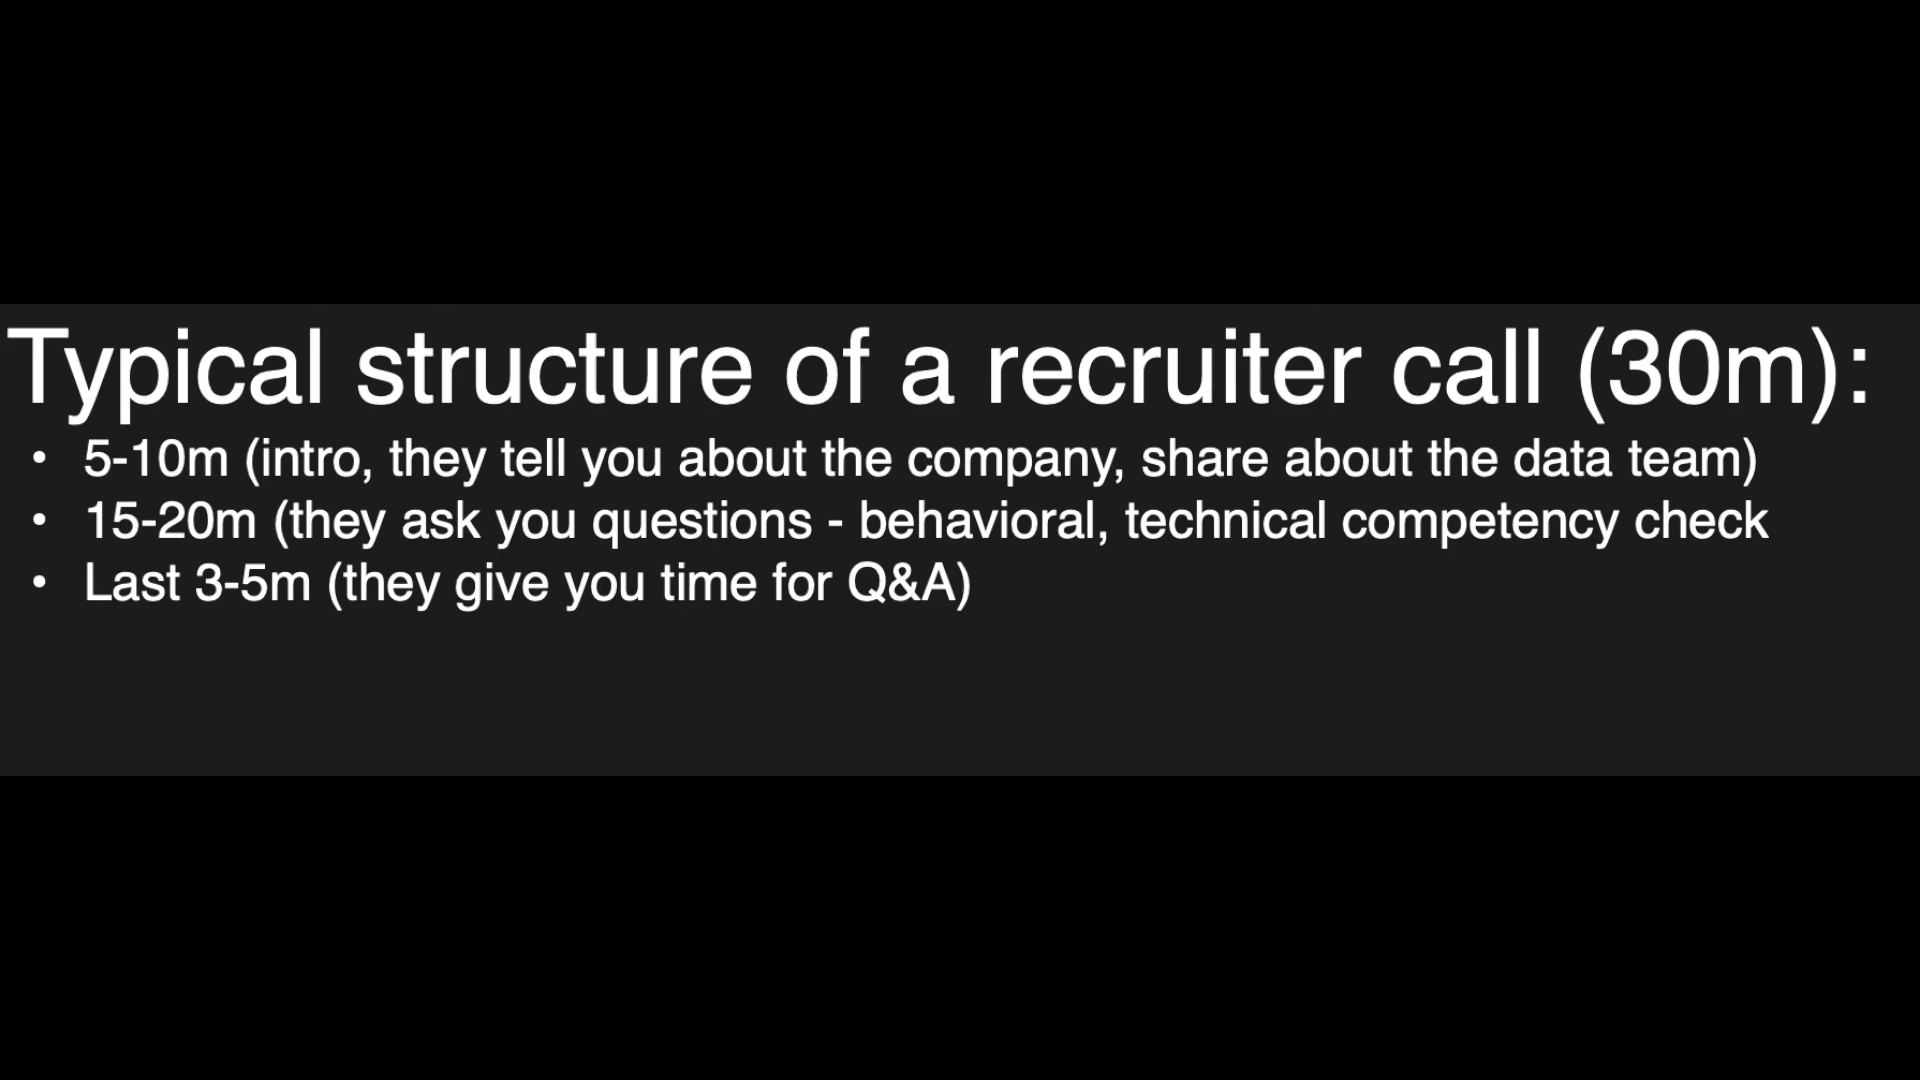 Typical structure of a recruiter call (30m):
• 5-10m (intro, they tell you about the company, share about the data team)
• 15-20m (they ask you questions - behavioral, technical competency check
• Last 3-5m (they give you time for Q&A)